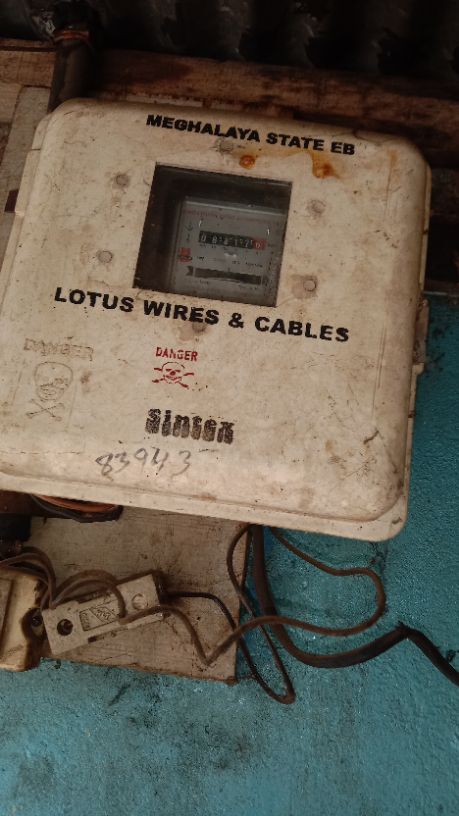 MEGHALAYA STATE EB
LOTUS WIRES & CABLES
DANGER
DANGER
Sintex
83943